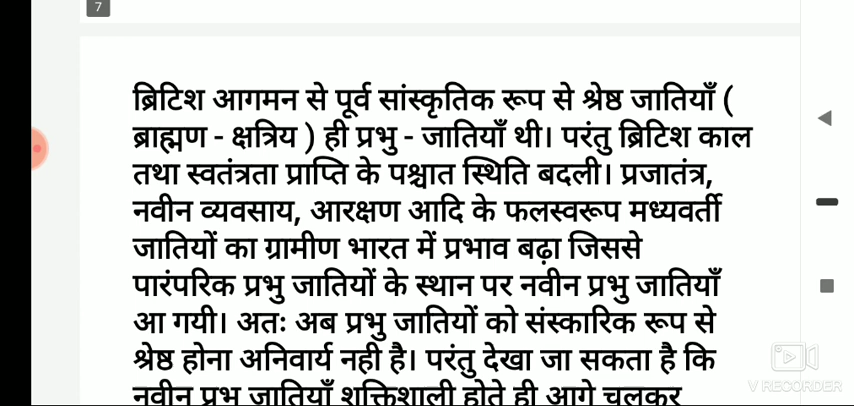 7
ब्रिटिश आगमन से पूर्व सांस्कृतिक रूप से श्रेष्ठ जातियाँ (
ब्राह्मण - क्षत्रिय ) ही प्रभु - जातियाँ थी। परंतु ब्रिटिश काल
तथा स्वतंत्रता प्राप्ति के पश्चात स्थिति बदली। प्रजातंत्र,
नवीन व्यवसाय, आरक्षण आदि के फलस्वरूप मध्यवर्ती
जातियों का ग्रामीण भारत में प्रभाव बढ़ा जिससे
पारंपरिक प्रभु जातियों के स्थान पर नवीन प्रभु जातियाँ
आ गयी। अतः अब प्रभु जातियों को संस्कारिक रूप से
श्रेष्ठ होना अनिवार्य नही है। परंतु देखा जा सकता है कि
नवीन प्रभु जातियाँ शक्तिशाली होते ही आगे चलकर
V RECORDER